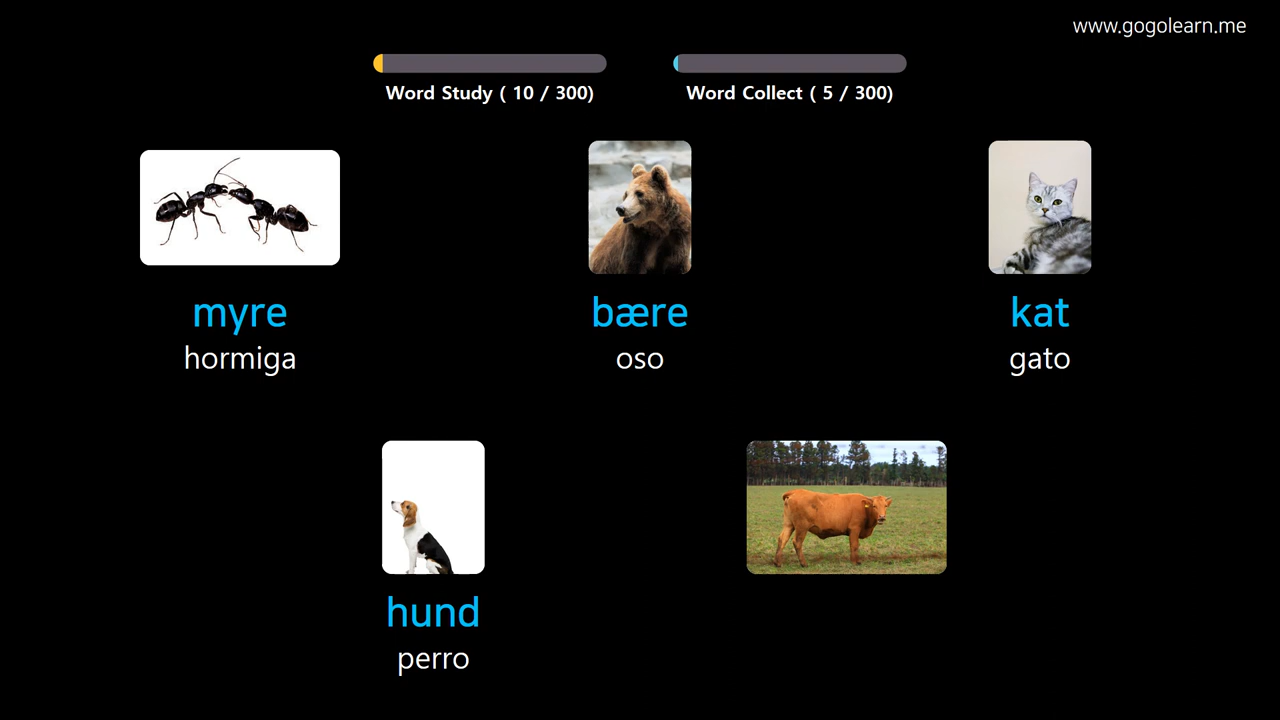 www.gogolearn.me
Word Study ( 10 / 300)
Word Collect ( 5 / 300)
myre
hormiga
bære
oso
kat
gato
hund
perro